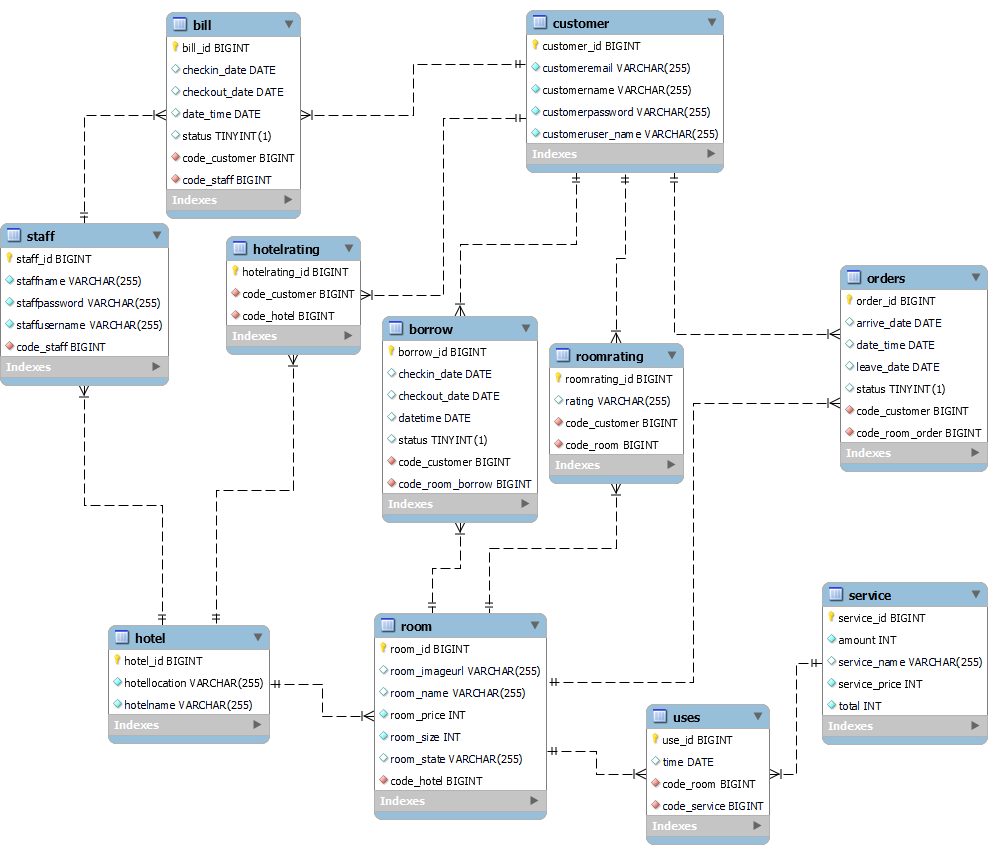 bill
bill_id BIGINT
checkin_date DATE
checkout_date DATE
date_time DATE
status TINYINT(1)
code_customer BIGINT
code_staff BIGINT
Indexes
customer
customer_id BIGINT
customeremail VARCHAR(255)
customername VARCHAR(255)
customerpassword VARCHAR(255)
customeruser_name VARCHAR(255)
Indexes
staff
staff_id BIGINT
staffname VARCHAR(255)
staffpassword VARCHAR(255)
staffusername VARCHAR(255)
code_staff BIGINT
Indexes
hotelrating
hotelrating_id BIGINT
code_customer BIGINT
code_hotel BIGINT
Indexes
borrow
borrow_id BIGINT
checkin_date DATE
checkout_date DATE
datetime DATE
status TINYINT(1)
code_customer BIGINT
code_room_borrow BIGINT
Indexes
roomrating
roomrating_id BIGINT
rating VARCHAR(255)
code_customer BIGINT
code_room BIGINT
Indexes
orders
order_id BIGINT
arrive_date DATE
date_time DATE
leave_date DATE
status TINYINT(1)
code_customer BIGINT
code_room_order BIGINT
Indexes
hotel
hotel_id BIGINT
hotellocation VARCHAR(255)
hotelname VARCHAR(255)
Indexes
room
room_id BIGINT
room_imageurl VARCHAR(255)
room_name VARCHAR(255)
room_price INT
room_size INT
room_state VARCHAR(255)
code_hotel BIGINT
Indexes
uses
use_id BIGINT
time DATE
code_room BIGINT
code_service BIGINT
Indexes
service
service_id BIGINT
amount INT
service_name VARCHAR(255)
service_price INT
total INT
Indexes